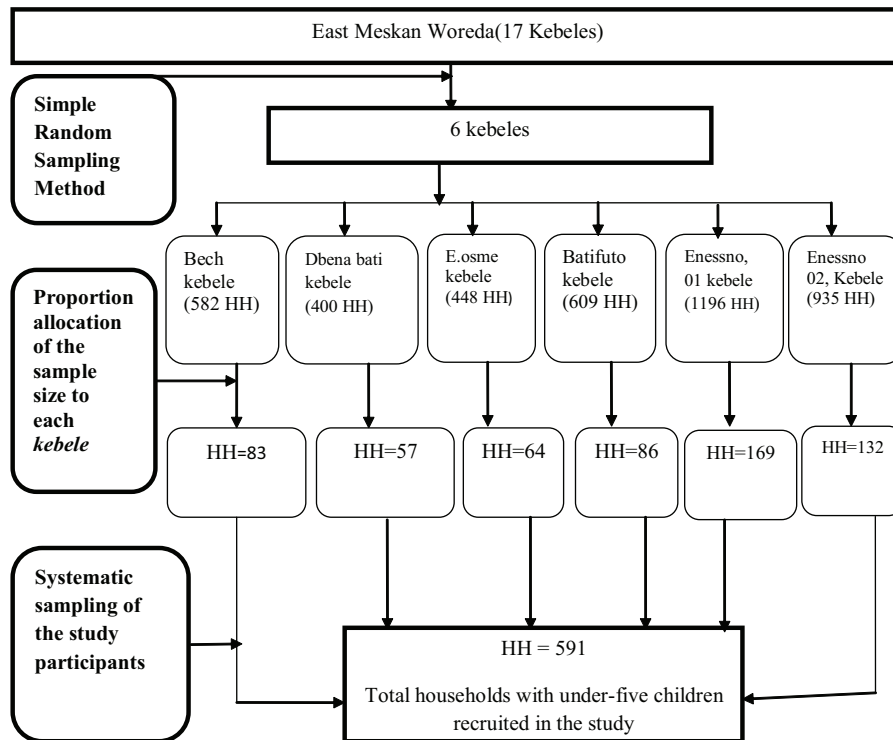 East Meskan Woreda(17 Kebeles)
Simple
Random
Sampling
Method
6 kebeles
Bech
kebele
(582 HH)
Dbena bati
kebele
(400 HH)
E.osme
kebele
(448 HH)
Batifuto
kebele
(609 HH)
Enessno,
01 kebele
(1196 HH)
Enessno
02, Kebele
(935 HH)
Proportion
allocation
of the
sample
size to
each
kebele
HH=83
HH=57
HH=64
HH=86
HH=169
HH=132
Systematic
sampling of
the study
participants
HH = 591
Total households with under-five children
recruited in the study